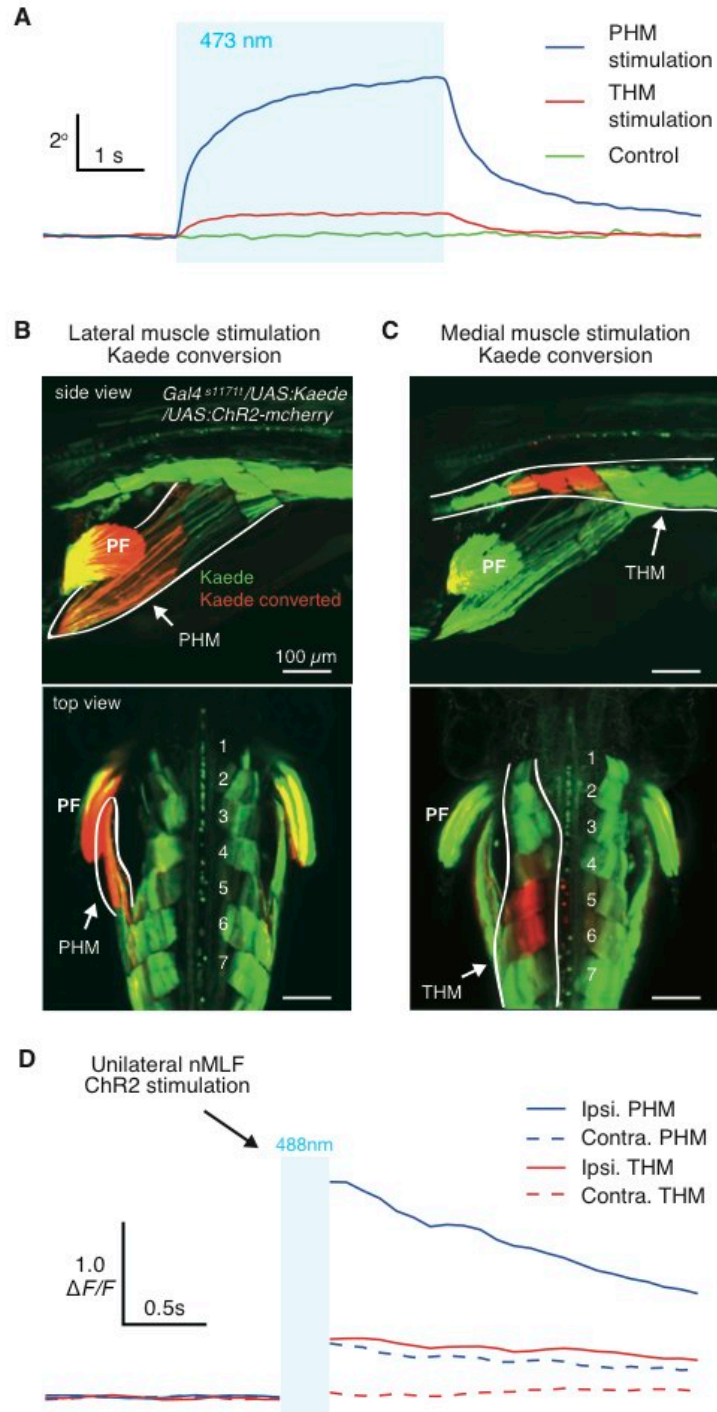 A
473 nm
PHM
stimulation
THM
stimulation
Control
2°
1 s
B
Lateral muscle stimulation
Kaede conversion
side view
Gal4 s1171t/UAS:Kaede
/UAS:ChR2-mcherry
PF
Kaede
Kaede converted
PHM
100 µm
top view
1
2
PF
3
4
5
PHM
6
7
C
Medial muscle stimulation
Kaede conversion
PF
THM
1
PF
2
3
4
5
6
THM
7
D
Unilateral nMLF
ChR2 stimulation
488nm
Ipsi. PHM
Contra. PHM
Ipsi. THM
Contra. THM
1.0
ΔF/F
0.5s